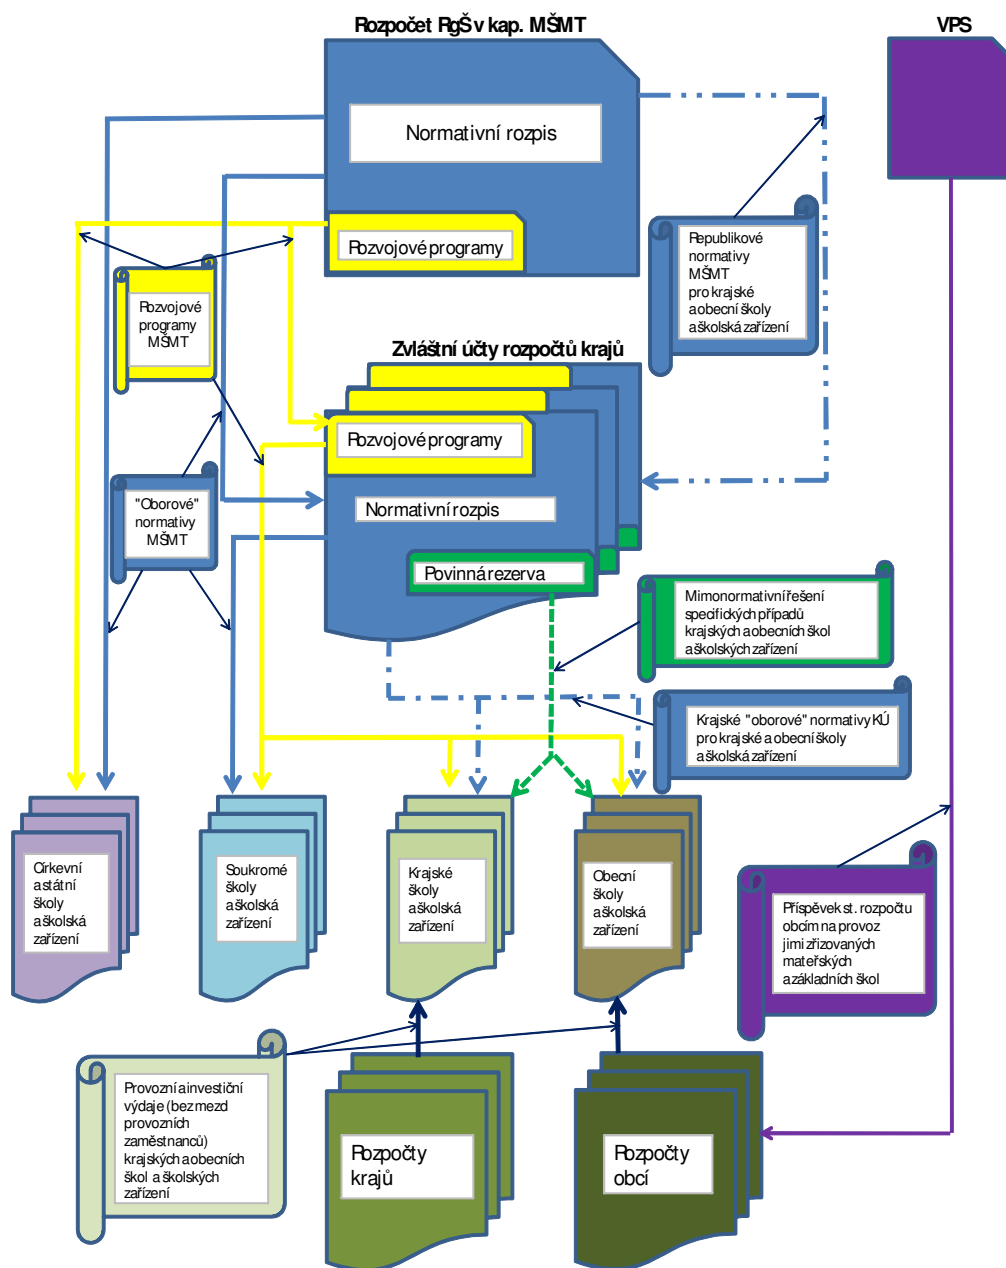 Rozpočet RgŠ v kap. MŠMT
VPS
Normativní rozpis
Rozvojové programy
Republikové
normativy
MŠMT
pro krajské
a obecní školy
a školská zařízení
Rozvojové
programy
MŠMT
Zvláštní účty rozpočtů krajů
Rozvojové programy
"Oborové"
normativy
MŠMT
Normativní rozpis
Povinná rezerva
Mimonormativní řešení
specifických případů
krajských a obecních škol
a školských zařízení
Krajské "oborové" normativy KÚ
pro krajské a obecní školy
a školská zařízení
Církevní
a státní
školy
a školská
zařízení
Soukromé
školy
a školská
zařízení
Krajské
školy
a školská
zařízení
Obecní
školy
a školská
zařízení
Příspěvek st. rozpočtu
obcím na provoz
jimi zřizovaných
mateřských
a základních škol
Provozní a investiční
výdaje (bez mezd
provozních
zaměstnanců)
krajských a obecních
škol a školských
zařízení
Rozpočty
krajů
Rozpočty
obcí